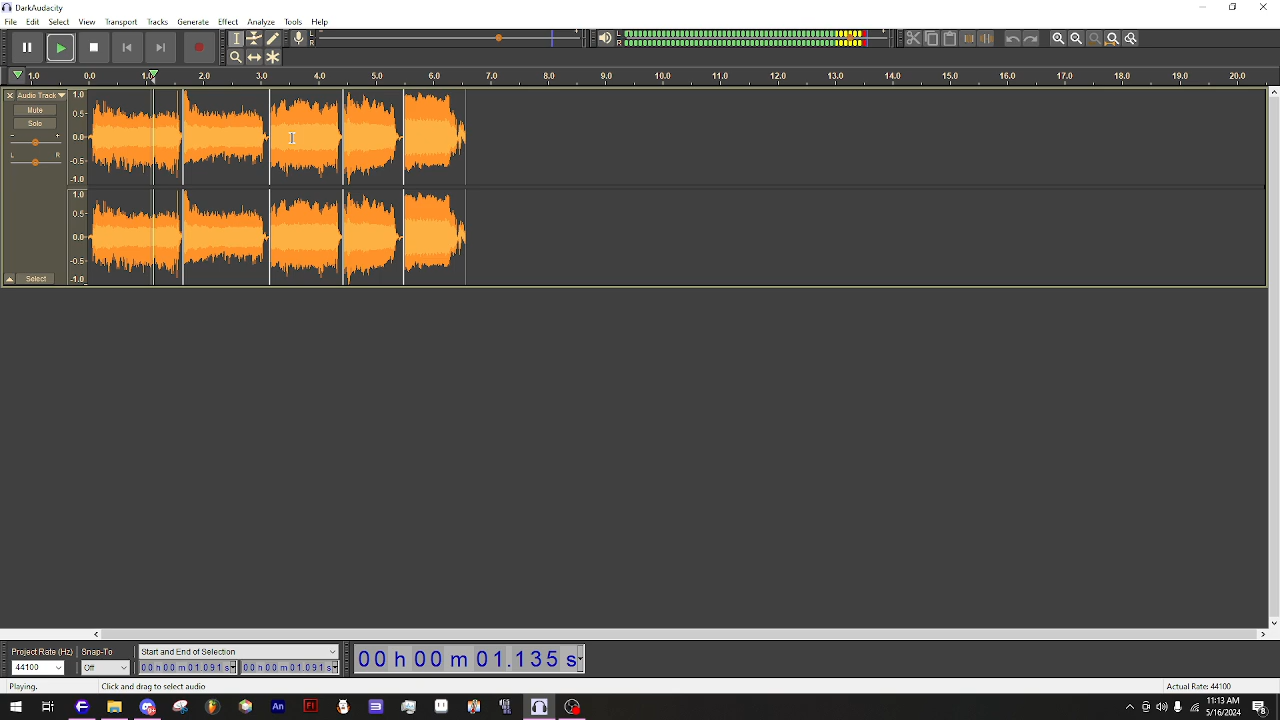 DarkAudacity
File Edit Select View Transport Tracks Generate Effect Analyze Tools Help
L
R
L
R
1.0 0.0 1.0 2.0 3.0 4.0 5.0 6.0 7.0 8.0 9.0 10.0 11.0 12.0 13.0 14.0 15.0 16.0 17.0 18.0 19.0 20.0
Audio Track 1.0
Mute 0.5
Solo
- + 0.0
L R -0.5
-1.0
1.0
0.5
0.0
-0.5
Select -1.0
Project Rate (Hz) Snap-To Start and End of Selection
44100 Off 00 h 00 m 01.091 s 00 h 00 m 01.091 s
00 h 00 m 01.135 s
Playing. Click and drag to select audio Actual Rate: 44100
An Fl
11:13 AM
5/16/2024